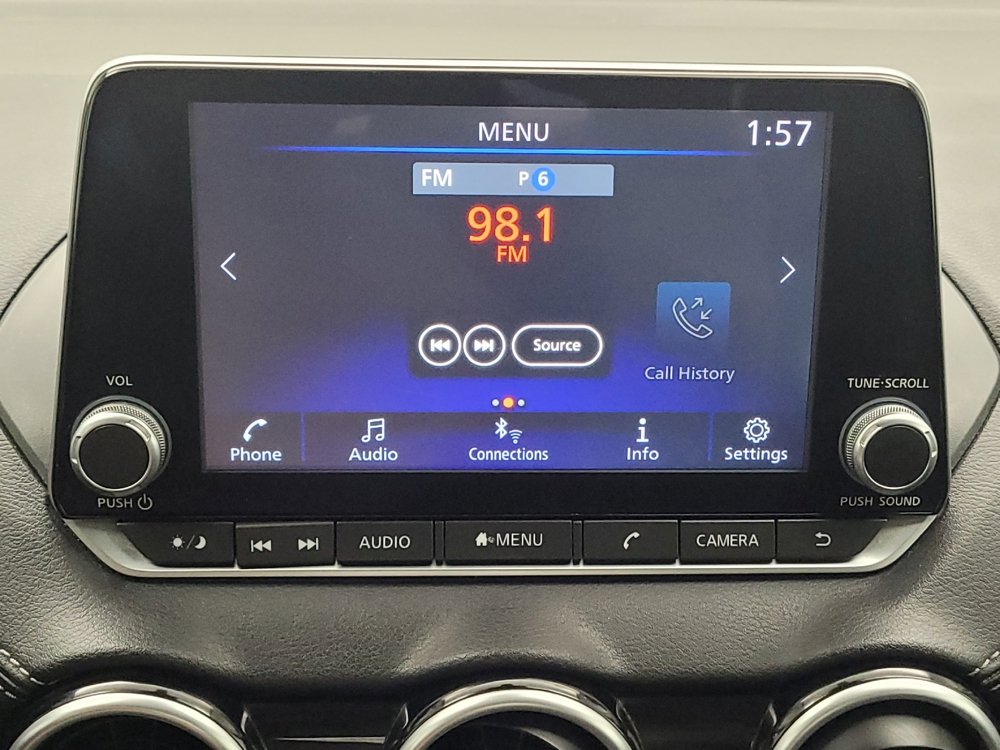 MENU
1:57
FM P 6
98.1
FM
Source
Call History
Phone
Audio
Connections
Info
Settings
VOL
PUSH
TUNE·SCROLL
PUSH SOUND
AUDIO
MENU
CAMERA